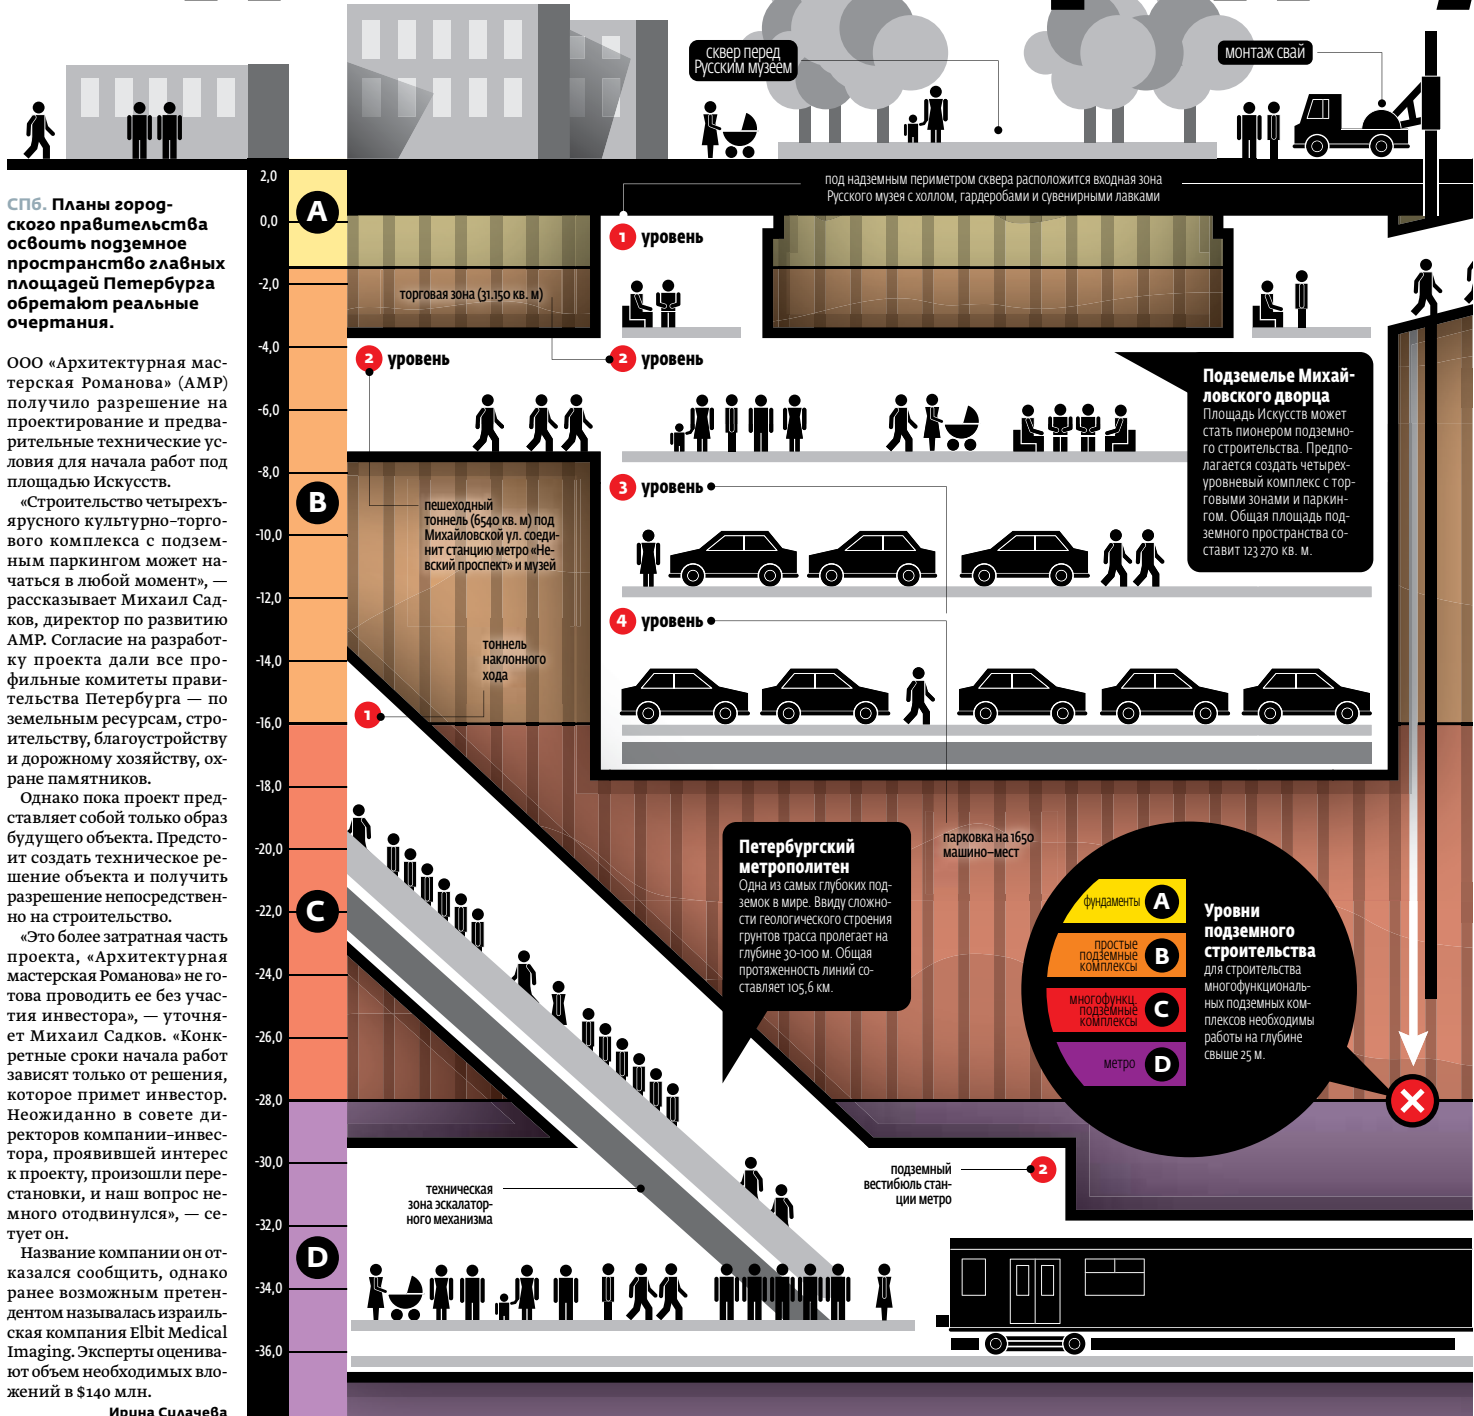 СПб. Планы город-
ского правительства
освоить подземное
пространство главных
площадей Петербурга
обретают реальные
очертания.
ООО «Архитектурная мас-
терская Романова» (АМР)
получило разрешение на
проектирование и предва-
рительные технические ус-
ловия для начала работ под
площадью Искусств.
«Строительство четырехъ-
ярусного культурно-торго-
вого комплекса с подзем-
ным паркингом может на-
чаться в любой момент», —
рассказывает Михаил Сад-
ков, директор по развитию
АМР. Согласие на разработ-
ку проекта дали все про-
фильные комитеты прави-
тельства Петербурга — по
земельным ресурсам, стро-
ительству, благоустройству
и дорожному хозяйству, ох-
ране памятников.
Однако пока проект пред-
ставляет собой только образ
будущего объекта. Предсто-
ит создать техническое ре-
шение объекта и получить
разрешение непосредствен-
но на строительство.
«Это более затратная часть
проекта, «Архитектурная
мастерская Романова» не го-
това проводить ее без учас-
тия инвестора», — уточня-
ет Михаил Садков. «Конк-
ретные сроки начала работ
зависят только от решения,
которое примет инвестор.
Неожиданно в совете ди-
ректоров компании-инвес-
тора, проявившей интерес
к проекту, произошли пере-
становки, и наш вопрос не-
много отодвинулся», — се-
тует он.
Название компании он от-
казался сообщить, однако
ранее возможным претен-
дентом называлась израиль-
ская компания Elbit Medical
Imaging. Эксперты оценива-
ют объем необходимых вло-
жений в $140 млн.
Ирина Силачева
2,0
0,0
-2,0
-4,0
-6,0
-8,0
-10,0
-12,0
-14,0
-16,0
-18,0
-20,0
-22,0
-24,0
-26,0
-28,0
-30,0
-32,0
-34,0
-36,0
A
B
C
D
сквер перед
Русским музеем
монтаж свай
под надземным периметром сквера расположится входная зона
Русского музея с холлом, гардеробами и сувенирными лавками
1 уровень
торговая зона (31.150 кв. м)
2 уровень
2 уровень
Подземелье Михай-
ловского дворца
Площадь Искусств может
стать пионером подземно-
го строительства. Предпо-
лагается создать четырех-
уровневый комплекс с тор-
говыми зонами и паркин-
гом. Общая площадь под-
земного пространства со-
ставит 123 270 кв. м.
3 уровень
пешеходный
тоннель (6540 кв. м) под
Михайловской ул. соеди-
нит станцию метро «Не-
вский проспект» и музей
4 уровень
тоннель
наклонного
хода
1
парковка на 1650
машино-мест
Петербургский
метрополитен
Одна из самых глубоких под-
земок в мире. Ввиду сложно-
сти геологического строения
грунтов трасса пролегает на
глубине 30-100 м. Общая
протяженность линий со-
ставляет 105,6 км.
фундаменты A
простые
подземные
комплексы B
многофункц.
подземные
комплексы C
метро D
Уровни
подземного
строительства
для строительства
многофункциональ-
ных подземных ком-
плексов необходимы
работы на глубине
свыше 25 м.
подземный
вестибюль стан-
ции метро
2
техническая
зона эскалатор-
ного механизма